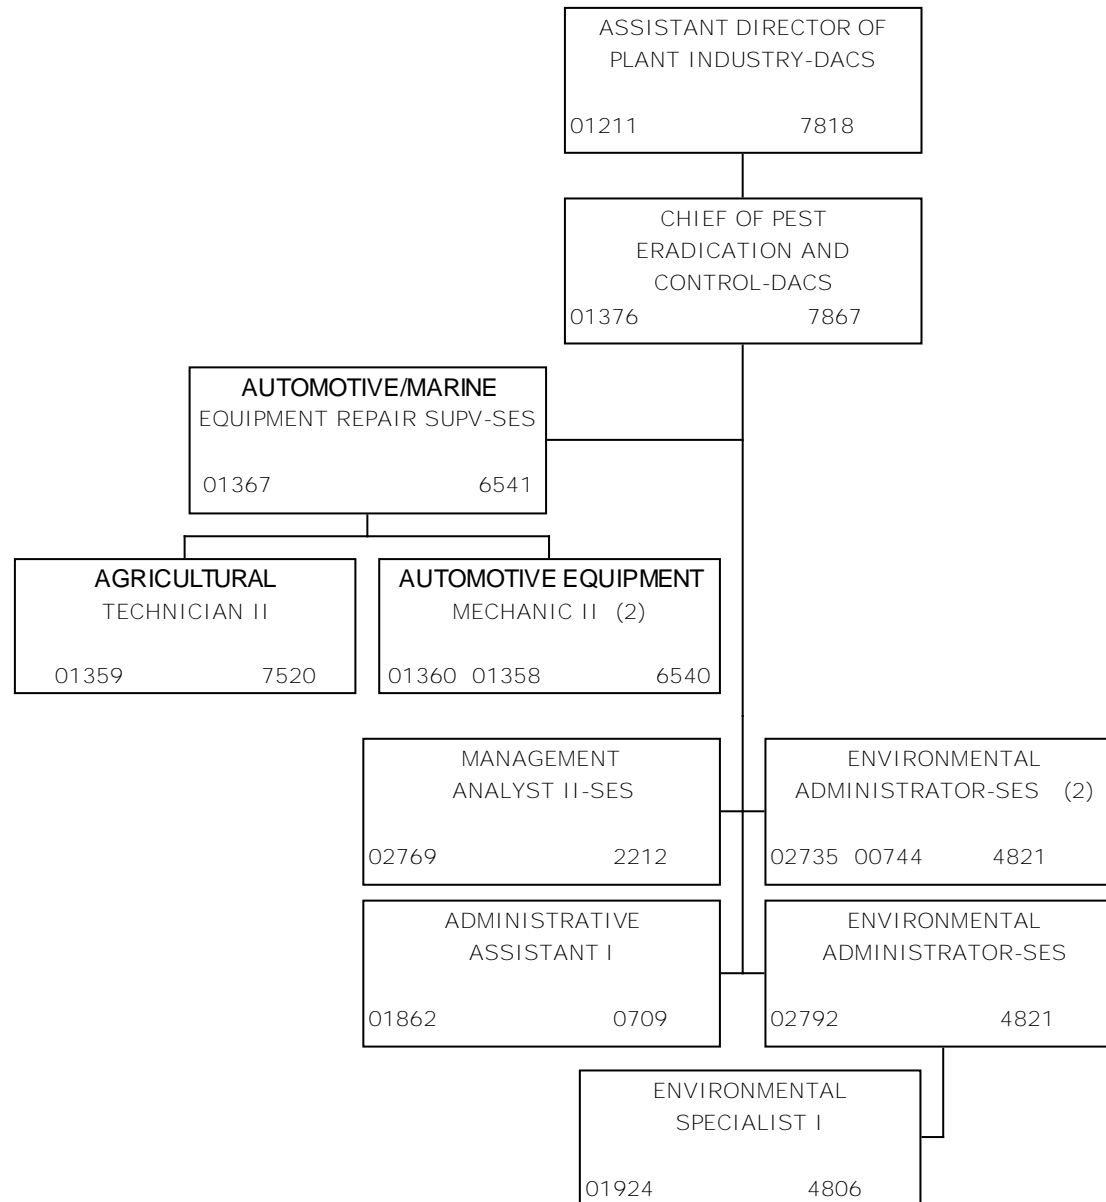 ASSISTANT DIRECTOR OF
PLANT INDUSTRY-DACS
01211 7818
CHIEF OF PEST
ERADICATION AND
CONTROL-DACS
01376 7867
AUTOMOTIVE/MARINE
EQUIPMENT REPAIR SUPV-SES
01367 6541
AGRICULTURAL
TECHNICIAN II
01359 7520
AUTOMOTIVE EQUIPMENT
MECHANIC II (2)
01360 01358 6540
MANAGEMENT
ANALYST II-SES
02769 2212
ENVIRONMENTAL
ADMINISTRATOR-SES (2)
02735 00744 4821
ADMINISTRATIVE
ASSISTANT I
01862 0709
ENVIRONMENTAL
ADMINISTRATOR-SES
02792 4821
ENVIRONMENTAL
SPECIALIST I
01924 4806